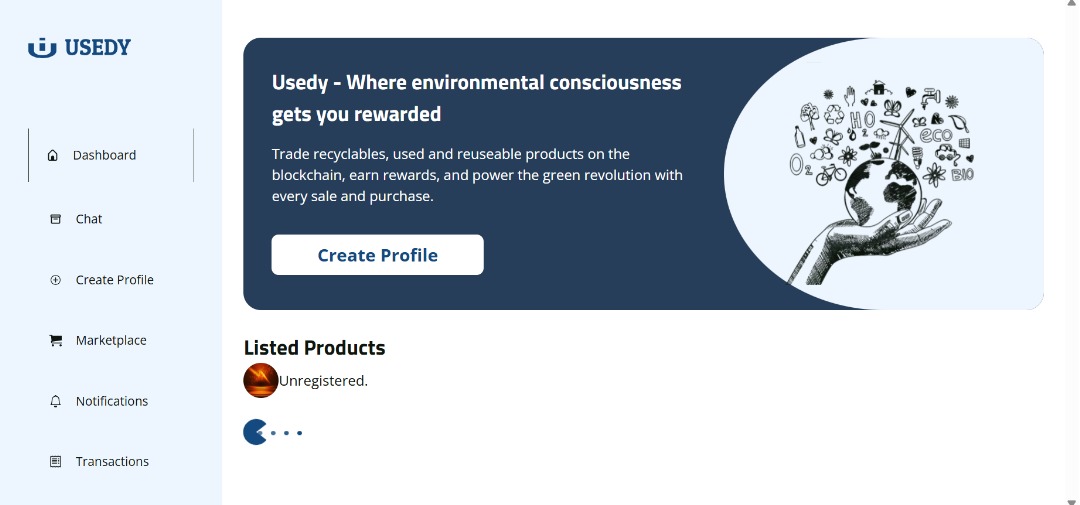 USEDY
Dashboard
Chat
Create Profile
Marketplace
Notifications
Transactions
Usedy - Where environmental consciousness
gets you rewarded
Trade recyclables, used and reuseable products on the
blockchain, earn rewards, and power the green revolution with
every sale and purchase.
Create Profile
HO
eco
O2
BIO
Listed Products
Unregistered.